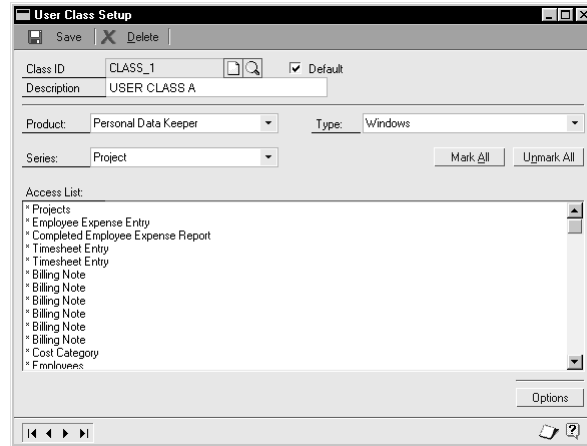 User Class Setup
Save Delete
Class ID CLASS_1 Default
Description USER CLASS A
Product: Personal Data Keeper Type: Windows
Series: Project Mark All Unmark All
Access List:
* Projects
* Employee Expense Entry
* Completed Employee Expense Report
* Timesheet Entry
* Timesheet Entry
* Billing Note
* Billing Note
* Billing Note
* Billing Note
* Billing Note
* Billing Note
* Cost Category
* Employees
Options